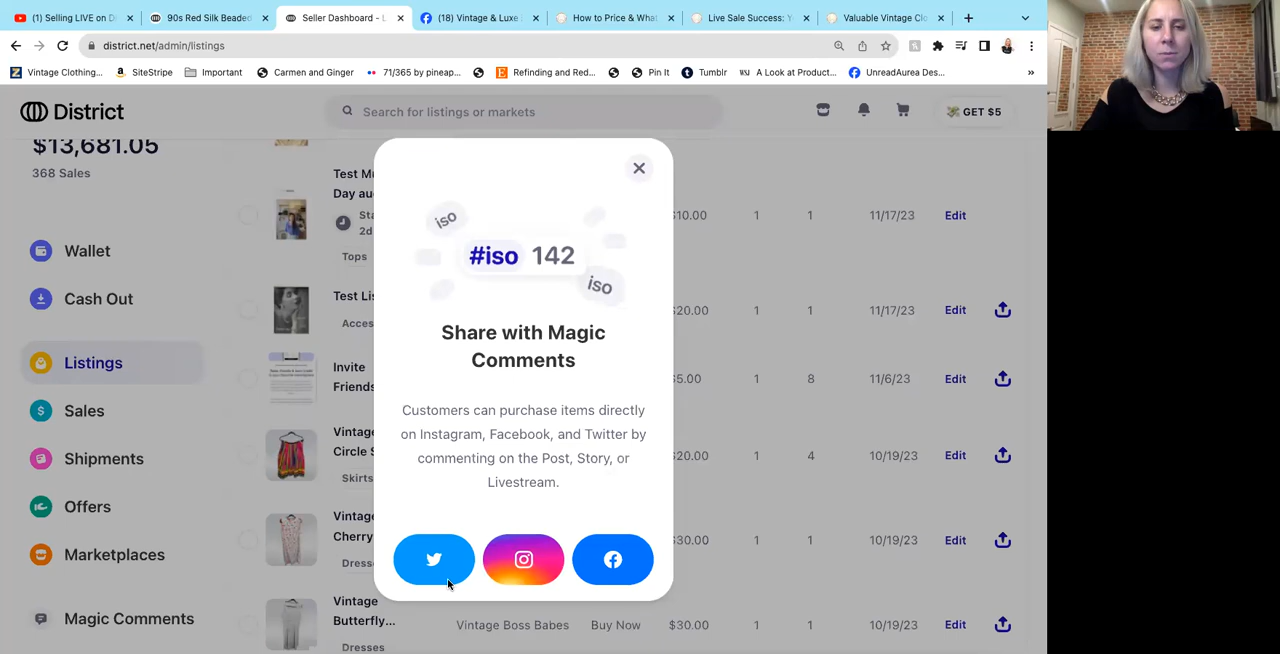 (1) Selling LIVE on D
90s Red Silk Beaded
Seller Dashboard - L
(18) Vintage & Luxe
How to Price & Wha
Live Sale Success: Y
Valuable Vintage Clo
district.net/admin/listings
Vintage Clothing...
SiteStripe
Important
Carmen and Ginger
71/365 by pineap...
Refinding and Red...
Pin It
Tumblr
A Look at Product...
UnreadAurea Des...
»
District
Search for listings or markets
GET $5
$13,681.05
368 Sales
Wallet
Cash Out
Listings
Sales
Shipments
Offers
Marketplaces
Magic Comments
Test M
Day au
Sta
2d
Tops
$10.00 1 1 11/17/23 Edit
Test Lis
Acces
$20.00 1 1 11/17/23 Edit
Invite
Friends
$5.00 1 8 11/6/23 Edit
Vintage
Circle S
Skirts
$20.00 1 4 10/19/23 Edit
Vintage
Cherry
Dresse
$30.00 1 1 10/19/23 Edit
Vintage
Butterfly...
Dresses
Vintage Boss Babes Buy Now $30.00 1 1 10/19/23 Edit
iso
#iso 142
iso
Share with Magic
Comments
Customers can purchase items directly
on Instagram, Facebook, and Twitter by
commenting on the Post, Story, or
Livestream.